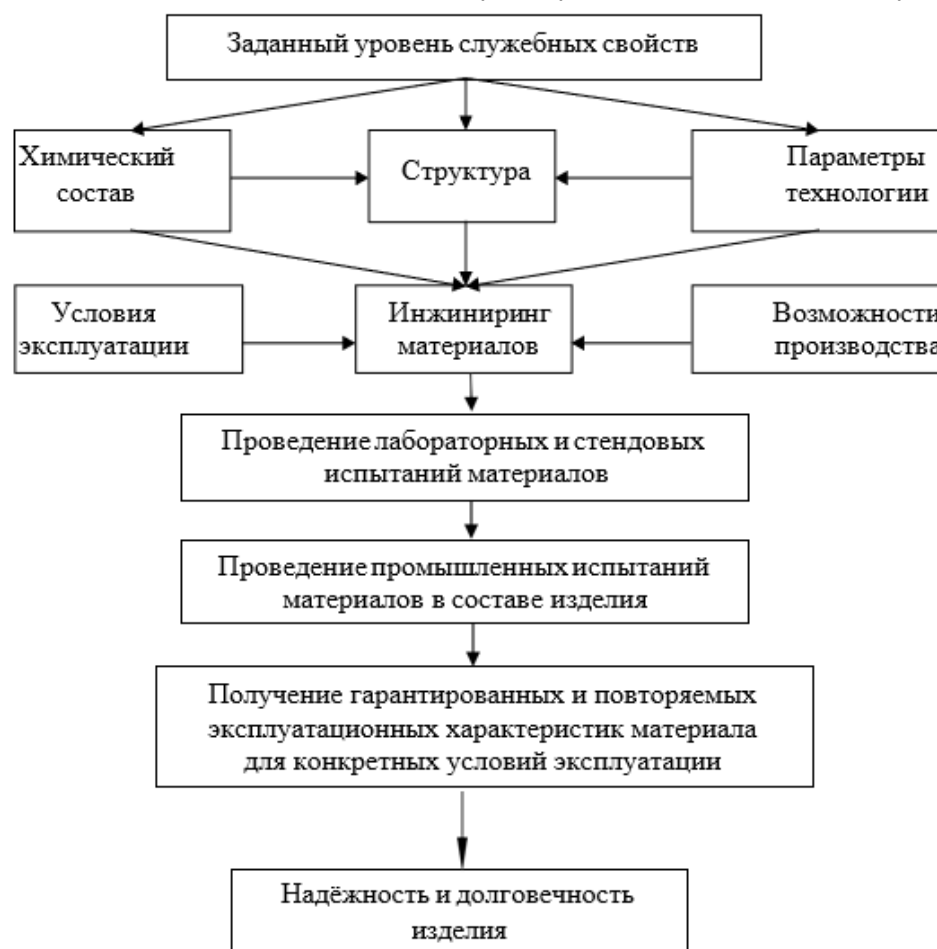 Заданный уровень служебных свойств
Химический
состав
Структура
Параметры
технологии
Условия
эксплуатации
Инжиниринг
материалов
Возможности
производства
Проведение лабораторных и стендовых
испытаний материалов
Проведение промышленных испытаний
материалов в составе изделия
Получение гарантированных и повторяемых
эксплуатационных характеристик материала
для конкретных условий эксплуатации
Надёжность и долговечность
изделия